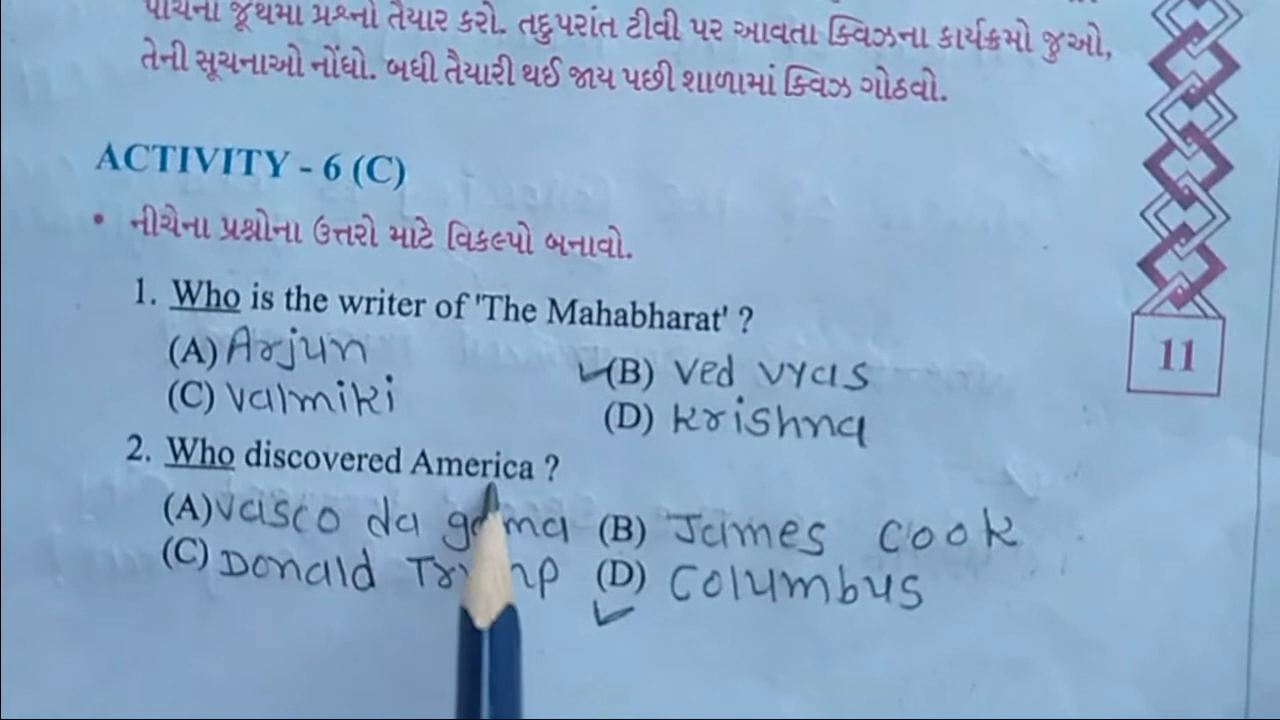 પાંચના જૂથમાં પ્રશ્નો તૈયાર કરો. તદુપરાંત ટીવી પર આવતા ક્વિઝના કાર્યક્રમો જુઓ,
તેની સૂચનાઓ નોંધો. બધી તૈયારી થઈ જાય પછી શાળામાં ક્વિઝ ગોઠવો.
ACTIVITY - 6 (C)
• નીચેના પ્રશ્નોના ઉત્તરો માટે વિકલ્પો બનાવો.
1. Who is the writer of 'The Mahabharat' ?
(A) Arjun (B) Ved vyas
(C) valmiki (D) krishna
11
2. Who discovered America ?
(A) vasco da gama (B) James cook
(C) Donald Trump (D) Columbus